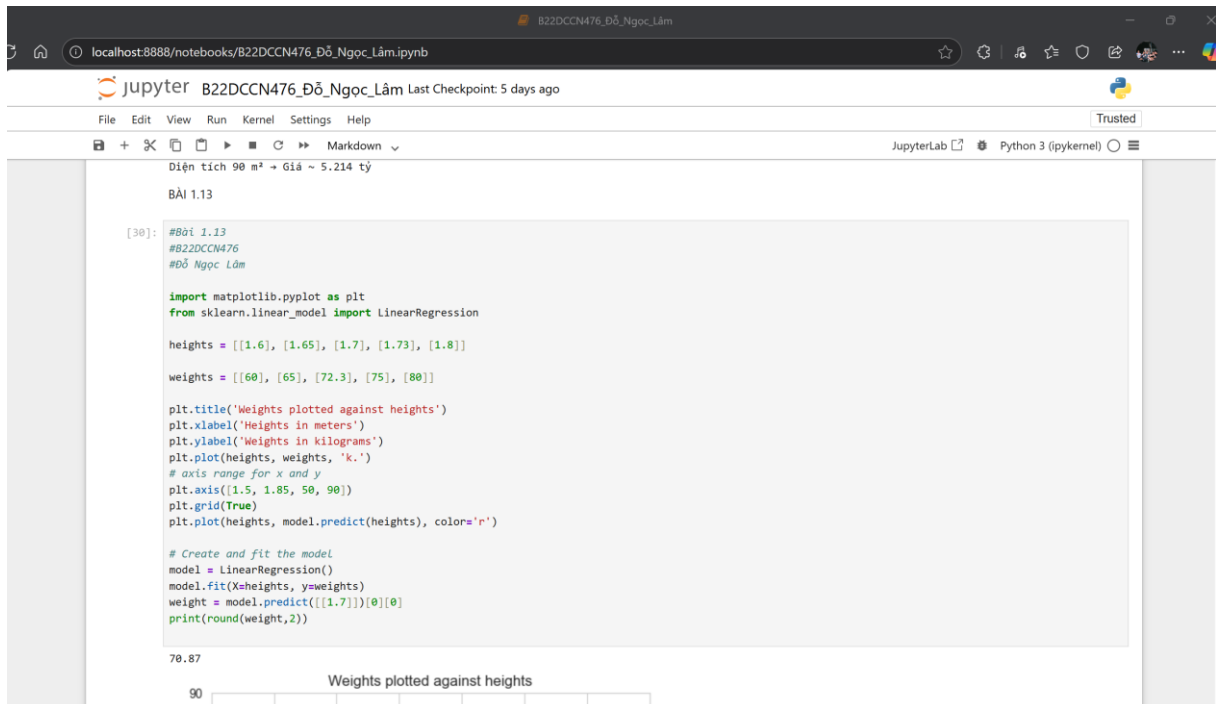 B22DCCN476_Đỗ_Ngọc_Lâm
localhost:8888/notebooks/B22DCCN476_Đỗ_Ngọc_Lâm.ipynb
jupyter B22DCCN476_Đỗ_Ngọc_Lâm Last Checkpoint: 5 days ago
File Edit View Run Kernel Settings Help Trusted
Markdown JupyterLab Python 3 (ipykernel)
Diện tích 90 m² → Giá ~ 5.214 tỷ
BÀI 1.13
[30]: #Bài 1.13
#B22DCCN476
#Đỗ Ngọc Lâm
import matplotlib.pyplot as plt
from sklearn.linear_model import LinearRegression
heights = [[1.6], [1.65], [1.7], [1.73], [1.8]]
weights = [[60], [65], [72.3], [75], [80]]
plt.title('Weights plotted against heights')
plt.xlabel('Heights in meters')
plt.ylabel('Weights in kilograms')
plt.plot(heights, weights, 'k.')
# axis range for x and y
plt.axis([1.5, 1.85, 50, 90])
plt.grid(True)
plt.plot(heights, model.predict(heights), color='r')
# Create and fit the model
model = LinearRegression()
model.fit(X=heights, y=weights)
weight = model.predict([[1.7]])[0][0]
print(round(weight,2))
70.87
Weights plotted against heights
90